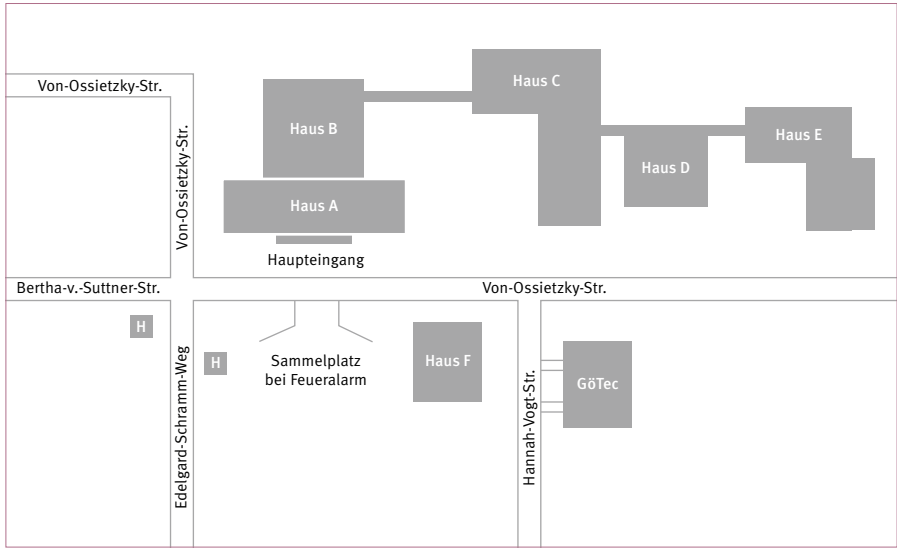 Von-Ossietzky-Str.
Haus C
Haus B
Haus E
Haus D
Von-Ossietzky-Str.
Haus A
Haupteingang
Bertha-v.-Suttner-Str.
Von-Ossietzky-Str.
H
H
Edelgard-Schramm-Weg
Sammelplatz
bei Feueralarm
Haus F
Hannah-Vogt-Str.
GöTec